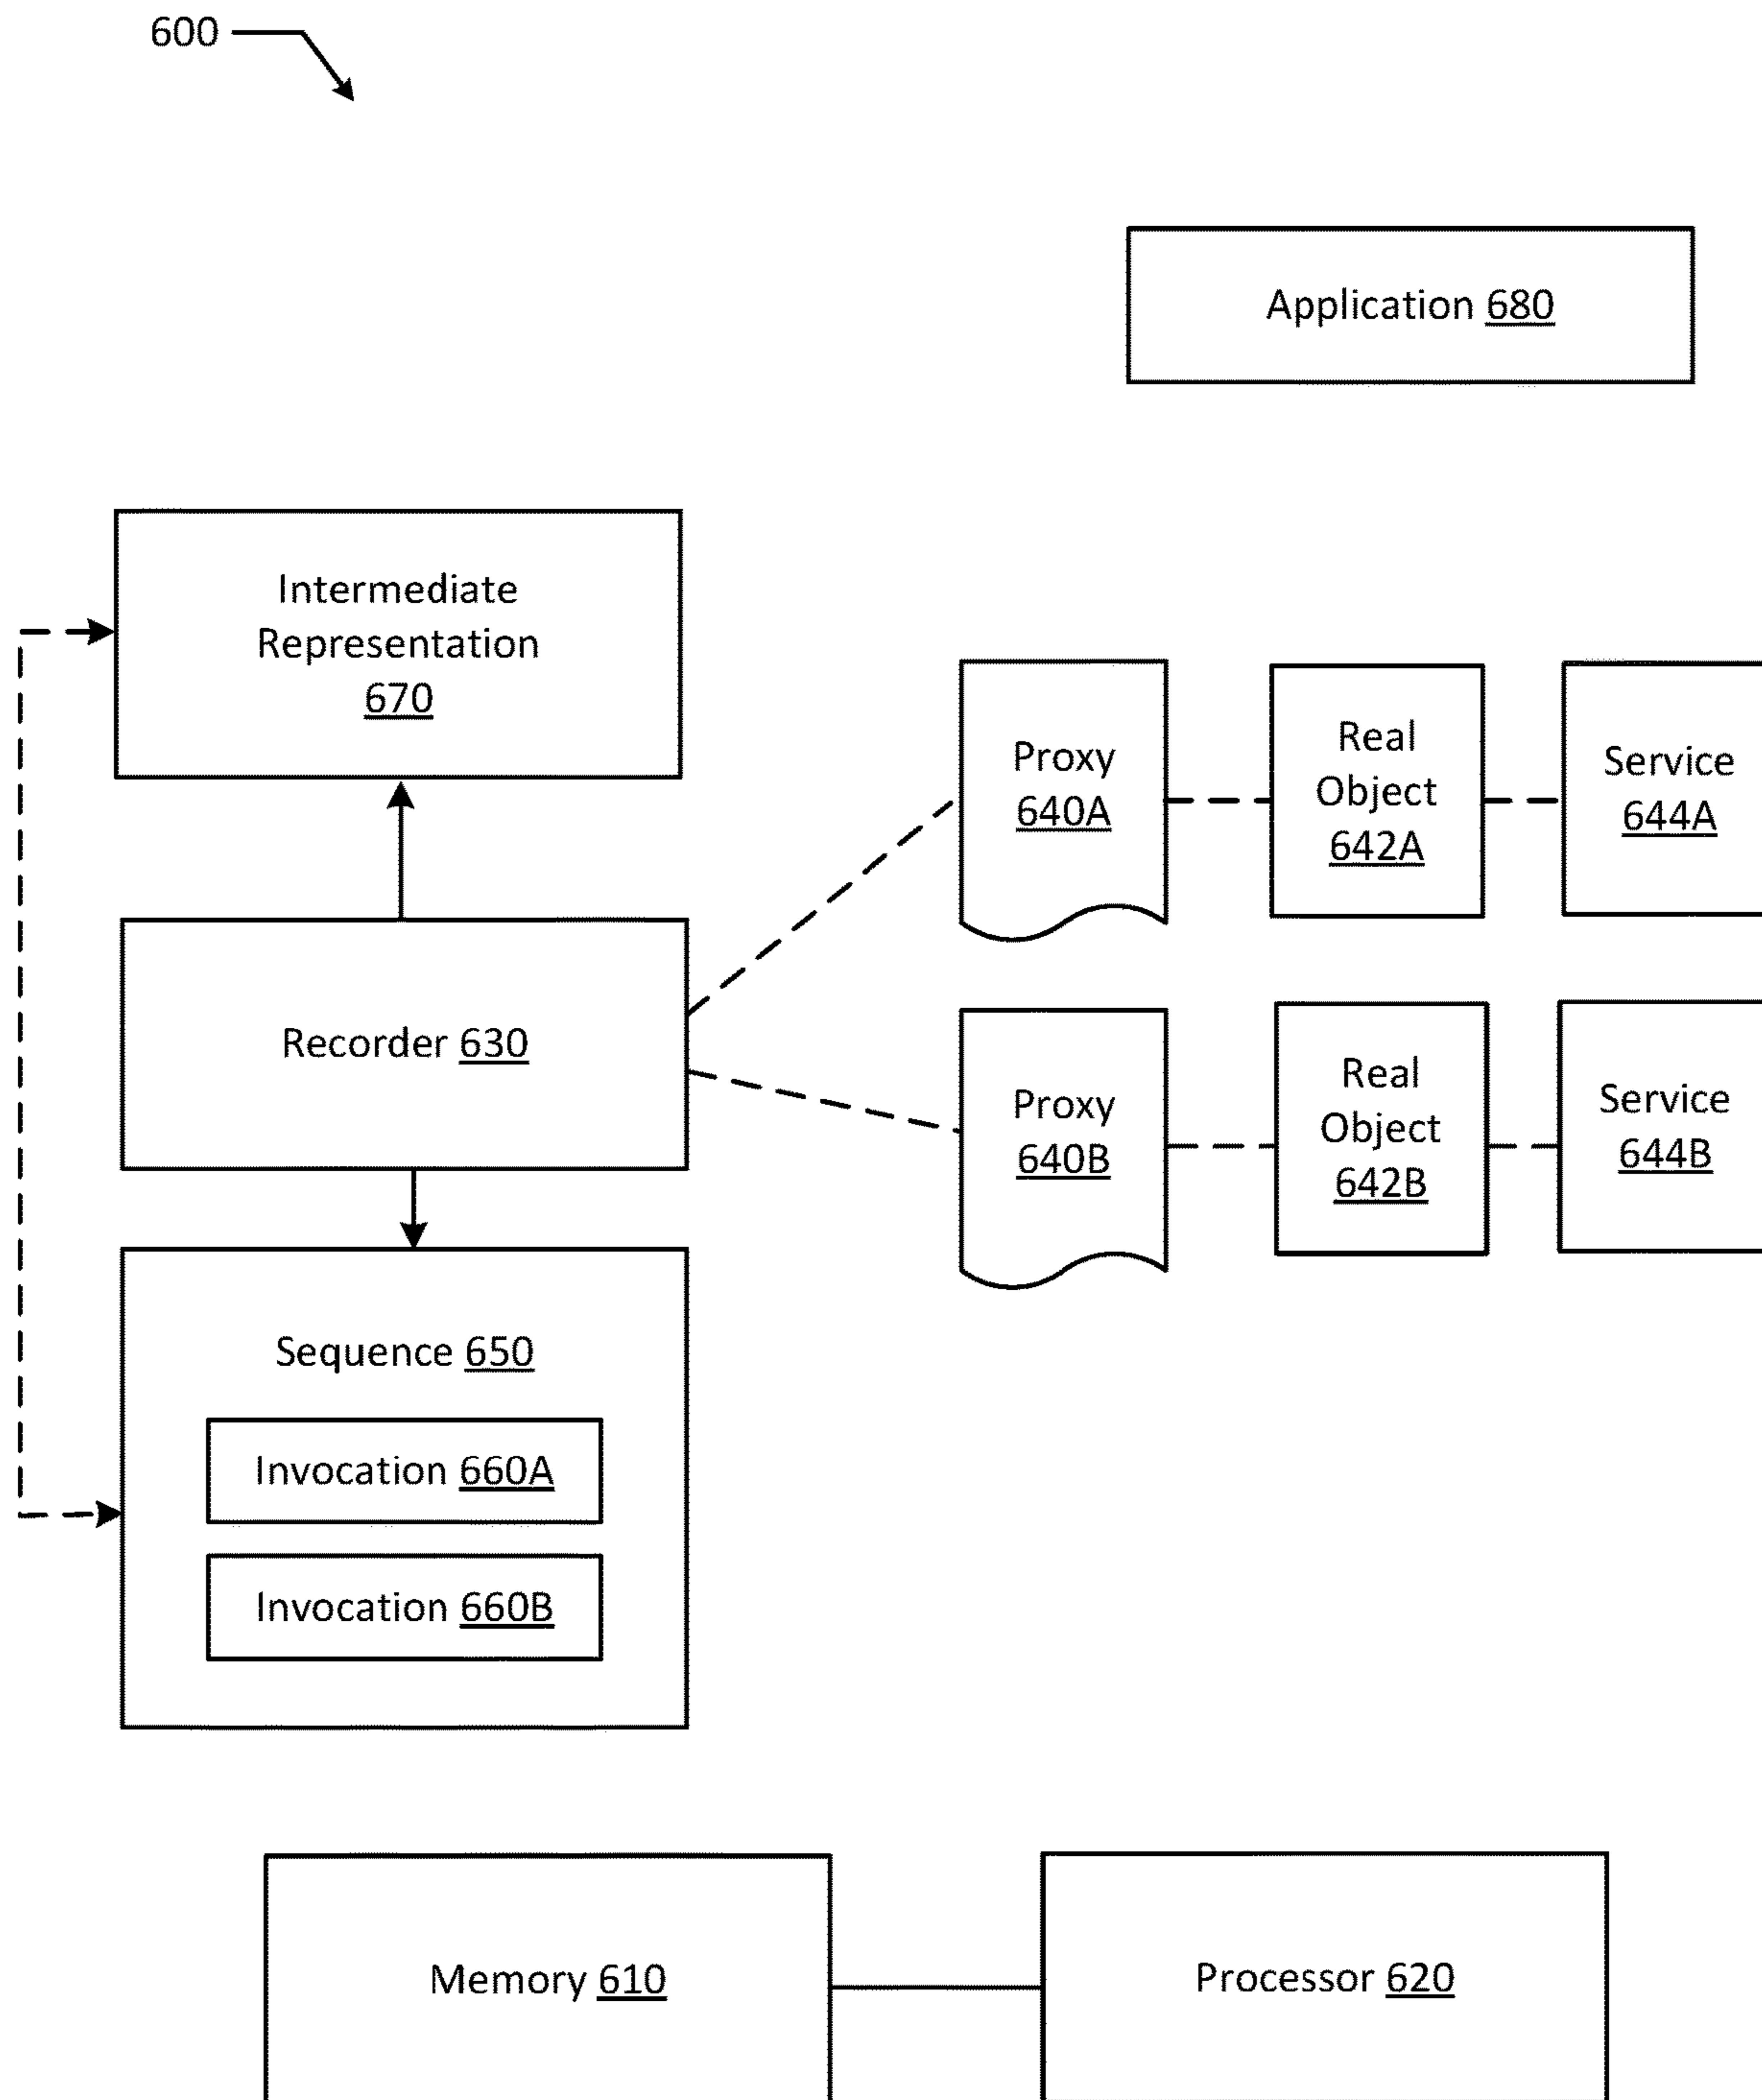 600
Application 680
Intermediate
Representation
670
Proxy
640A
Real
Object
642A
Service
644A
Recorder 630
Proxy
640B
Real
Object
642B
Service
644B
Sequence 650
Invocation 660A
Invocation 660B
Memory 610
Processor 620